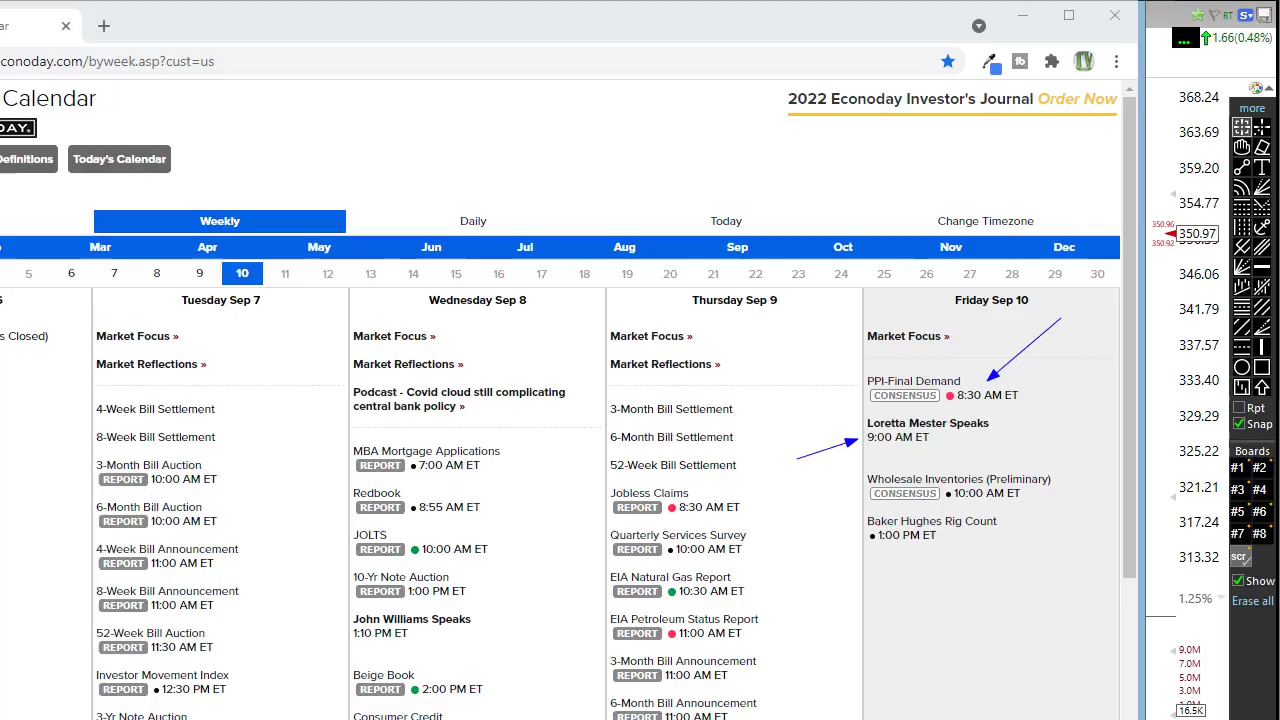 ar
RT
S
1.66(0.48%)
conoday.com/byweek.asp?cust=us
Calendar
2022 Econoday Investor's Journal Order Now
DAY.
Definitions
Today's Calendar
Weekly
Daily
Today
Change Timezone
Mar
Apr
May
Jun
Jul
Aug
Sep
Oct
Nov
Dec
5 6 7 8 9 10 11 12 13 14 15 16 17 18 19 20 21 22 23 24 25 26 27 28 29 30
6
s Closed)
Tuesday Sep 7
Market Focus »
Market Reflections »
4-Week Bill Settlement
8-Week Bill Settlement
3-Month Bill Auction
REPORT 10:00 AM ET
6-Month Bill Auction
REPORT 10:00 AM ET
4-Week Bill Announcement
REPORT 11:00 AM ET
8-Week Bill Announcement
REPORT 11:00 AM ET
52-Week Bill Auction
REPORT 11:30 AM ET
Investor Movement Index
REPORT 12:30 PM ET
3-Yr Note Auction
Wednesday Sep 8
Market Focus »
Market Reflections »
Podcast - Covid cloud still complicating
central bank policy »
MBA Mortgage Applications
REPORT 7:00 AM ET
Redbook
REPORT 8:55 AM ET
JOLTS
REPORT 10:00 AM ET
10-Yr Note Auction
REPORT 1:00 PM ET
John Williams Speaks
1:10 PM ET
Beige Book
REPORT 2:00 PM ET
Consumer Credit
Thursday Sep 9
Market Focus »
Market Reflections »
3-Month Bill Settlement
6-Month Bill Settlement
52-Week Bill Settlement
Jobless Claims
REPORT 8:30 AM ET
Quarterly Services Survey
REPORT 10:00 AM ET
EIA Natural Gas Report
REPORT 10:30 AM ET
EIA Petroleum Status Report
REPORT 11:00 AM ET
3-Month Bill Announcement
REPORT 11:00 AM ET
6-Month Bill Announcement
REPORT 11:00 AM ET
Friday Sep 10
Market Focus »
PPI-Final Demand
CONSENSUS 8:30 AM ET
Loretta Mester Speaks
9:00 AM ET
Wholesale Inventories (Preliminary)
CONSENSUS 10:00 AM ET
Baker Hughes Rig Count
1:00 PM ET
368.24
363.69
359.20
354.77
350.96
350.97
350.92
346.06
341.79
337.57
333.40
329.29
325.22
321.21
317.24
313.32
1.25%
9.0M
7.0M
5.0M
3.0M
1.0M
16.5K
more
Rpt
Snap
Boards
#1 #2
#3 #4
#5 #6
#7 #8
scr
Show
Erase all